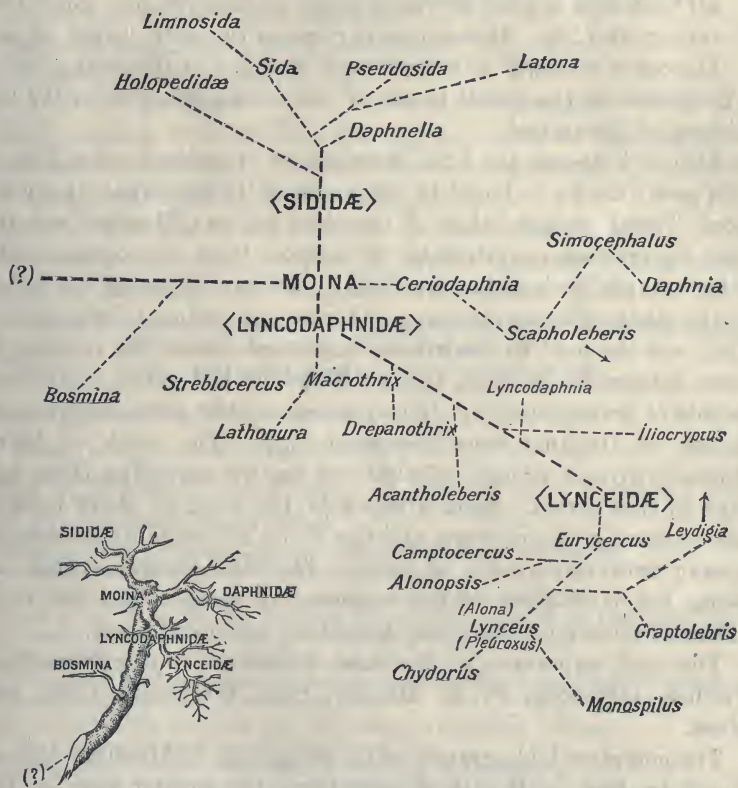 Limnosida
Sida
Pseudosida
Latona
Holopedidæ
Daphnella
<SIDIDÆ>
Simocephalus
(?)
MOINA
Ceriodaphnia
Daphnia
<LYNCODAPHNIDÆ>
Scapholeberis
Bosmina
Streblocercus
Macrothrix
Lyncodaphnia
Lathonura
Drepanothrix
Iliocryptus
Acantholeberis
<LYNCEIDÆ>
Eurycercus
Leydigia
Camptocercus
Alonopsis
(Alona)
Lynceus
(Pleuroxus)
Graptolebris
Chydorus
Monospilus
SIDIDÆ
MOINA
DAPHNIDÆ
LYNCODAPHNIDÆ
BOSMINA
LYNCEIDÆ
(?)